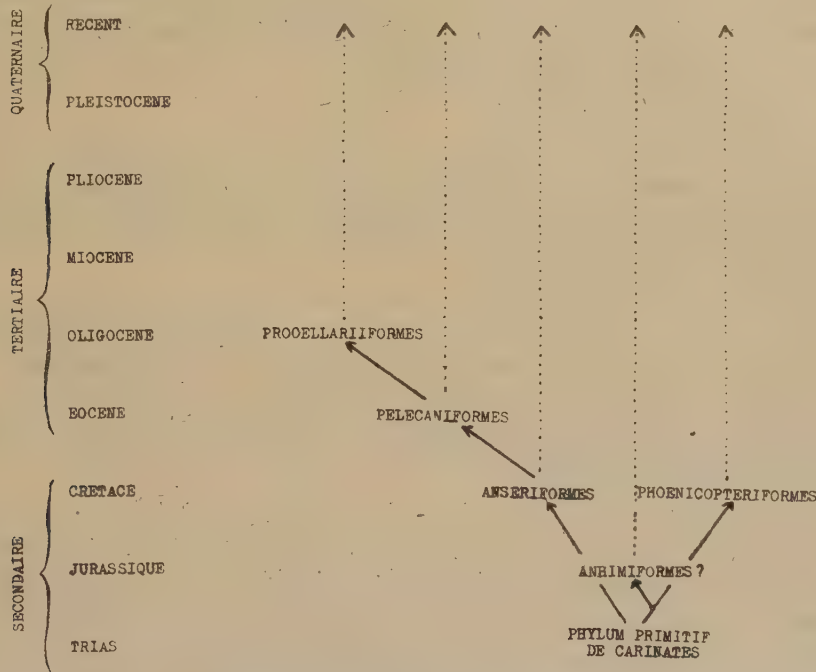 QUATERNAIRE
RECENT
PLEISTOCENE
TERTIAIRE
PLIOCENE
MIOCENE
OLIGOCENE
PROCELLARIIFORMES
EOCENE
PELECANIFORMES
SECONDAIRE
CRETACE
ANSERIFORMES
PHOENICOPTERIFORMES
JURASSIQUE
ANHIMIFORMES?
TRIAS
PHYLUM PRIMITIF
DE CARINATES